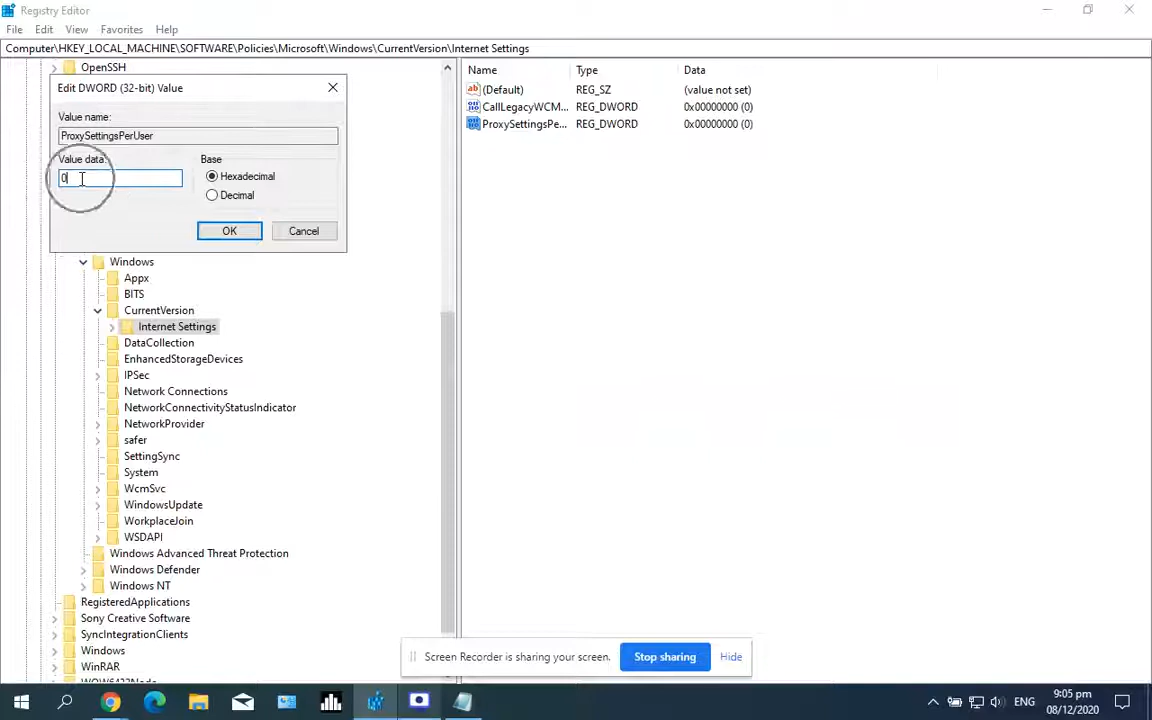 Registry Editor
File Edit View Favorites Help
Computer\HKEY_LOCAL_MACHINE\SOFTWARE\Policies\Microsoft\Windows\CurrentVersion\Internet Settings
OpenSSH
Edit DWORD (32-bit) Value
Value name:
ProxySettingsPerUser
Value data:
0
Base
Hexadecimal
Decimal
OK
Cancel
Windows
Appx
BITS
CurrentVersion
Internet Settings
DataCollection
EnhancedStorageDevices
IPSec
Network Connections
NetworkConnectivityStatusIndicator
NetworkProvider
safer
SettingSync
System
WcmSvc
WindowsUpdate
WorkplaceJoin
WSDAPI
Windows Advanced Threat Protection
Windows Defender
Windows NT
RegisteredApplications
Sony Creative Software
SyncIntegrationClients
Windows
WinRAR
Name Type Data
(Default) REG_SZ (value not set)
CallLegacyWCM... REG_DWORD 0x00000000 (0)
ProxySettingsPe... REG_DWORD 0x00000000 (0)
Screen Recorder is sharing your screen. Stop sharing Hide
ENG
9:05 pm
08/12/2020